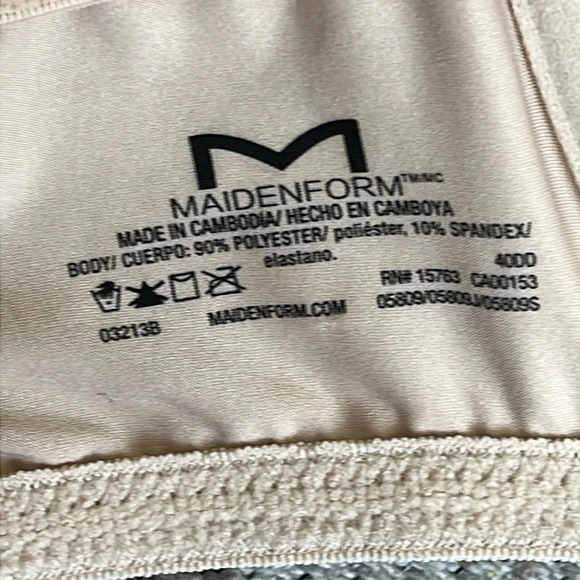 MAIDENFORM™/MC
MADE IN CAMBODIA/ HECHO EN CAMBOYA
BODY/ CUERPO: 90% POLYESTER/ poliéster, 10% SPANDEX/
elastano.
40DD
RN# 15763 CA00153
03213B MAIDENFORM.COM 05809/05809J/05809S